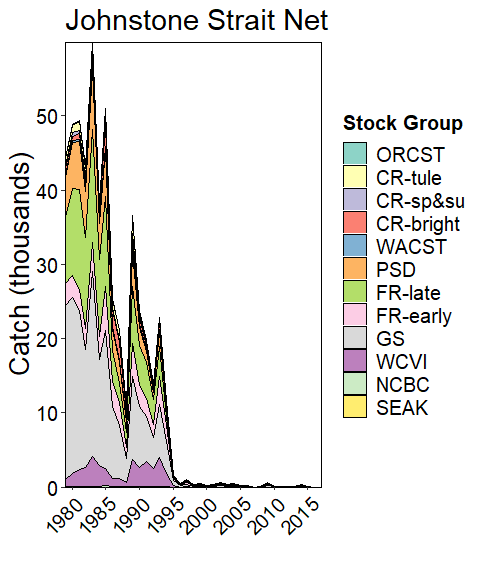 Johnstone Strait Net
Catch (thousands)
50
40
30
20
10
0
1980
1985
1990
1995
2000
2005
2010
2015
Stock Group
ORCST
CR-tule
CR-sp&su
CR-bright
WACST
PSD
FR-late
FR-early
GS
WCVI
NCBC
SEAK